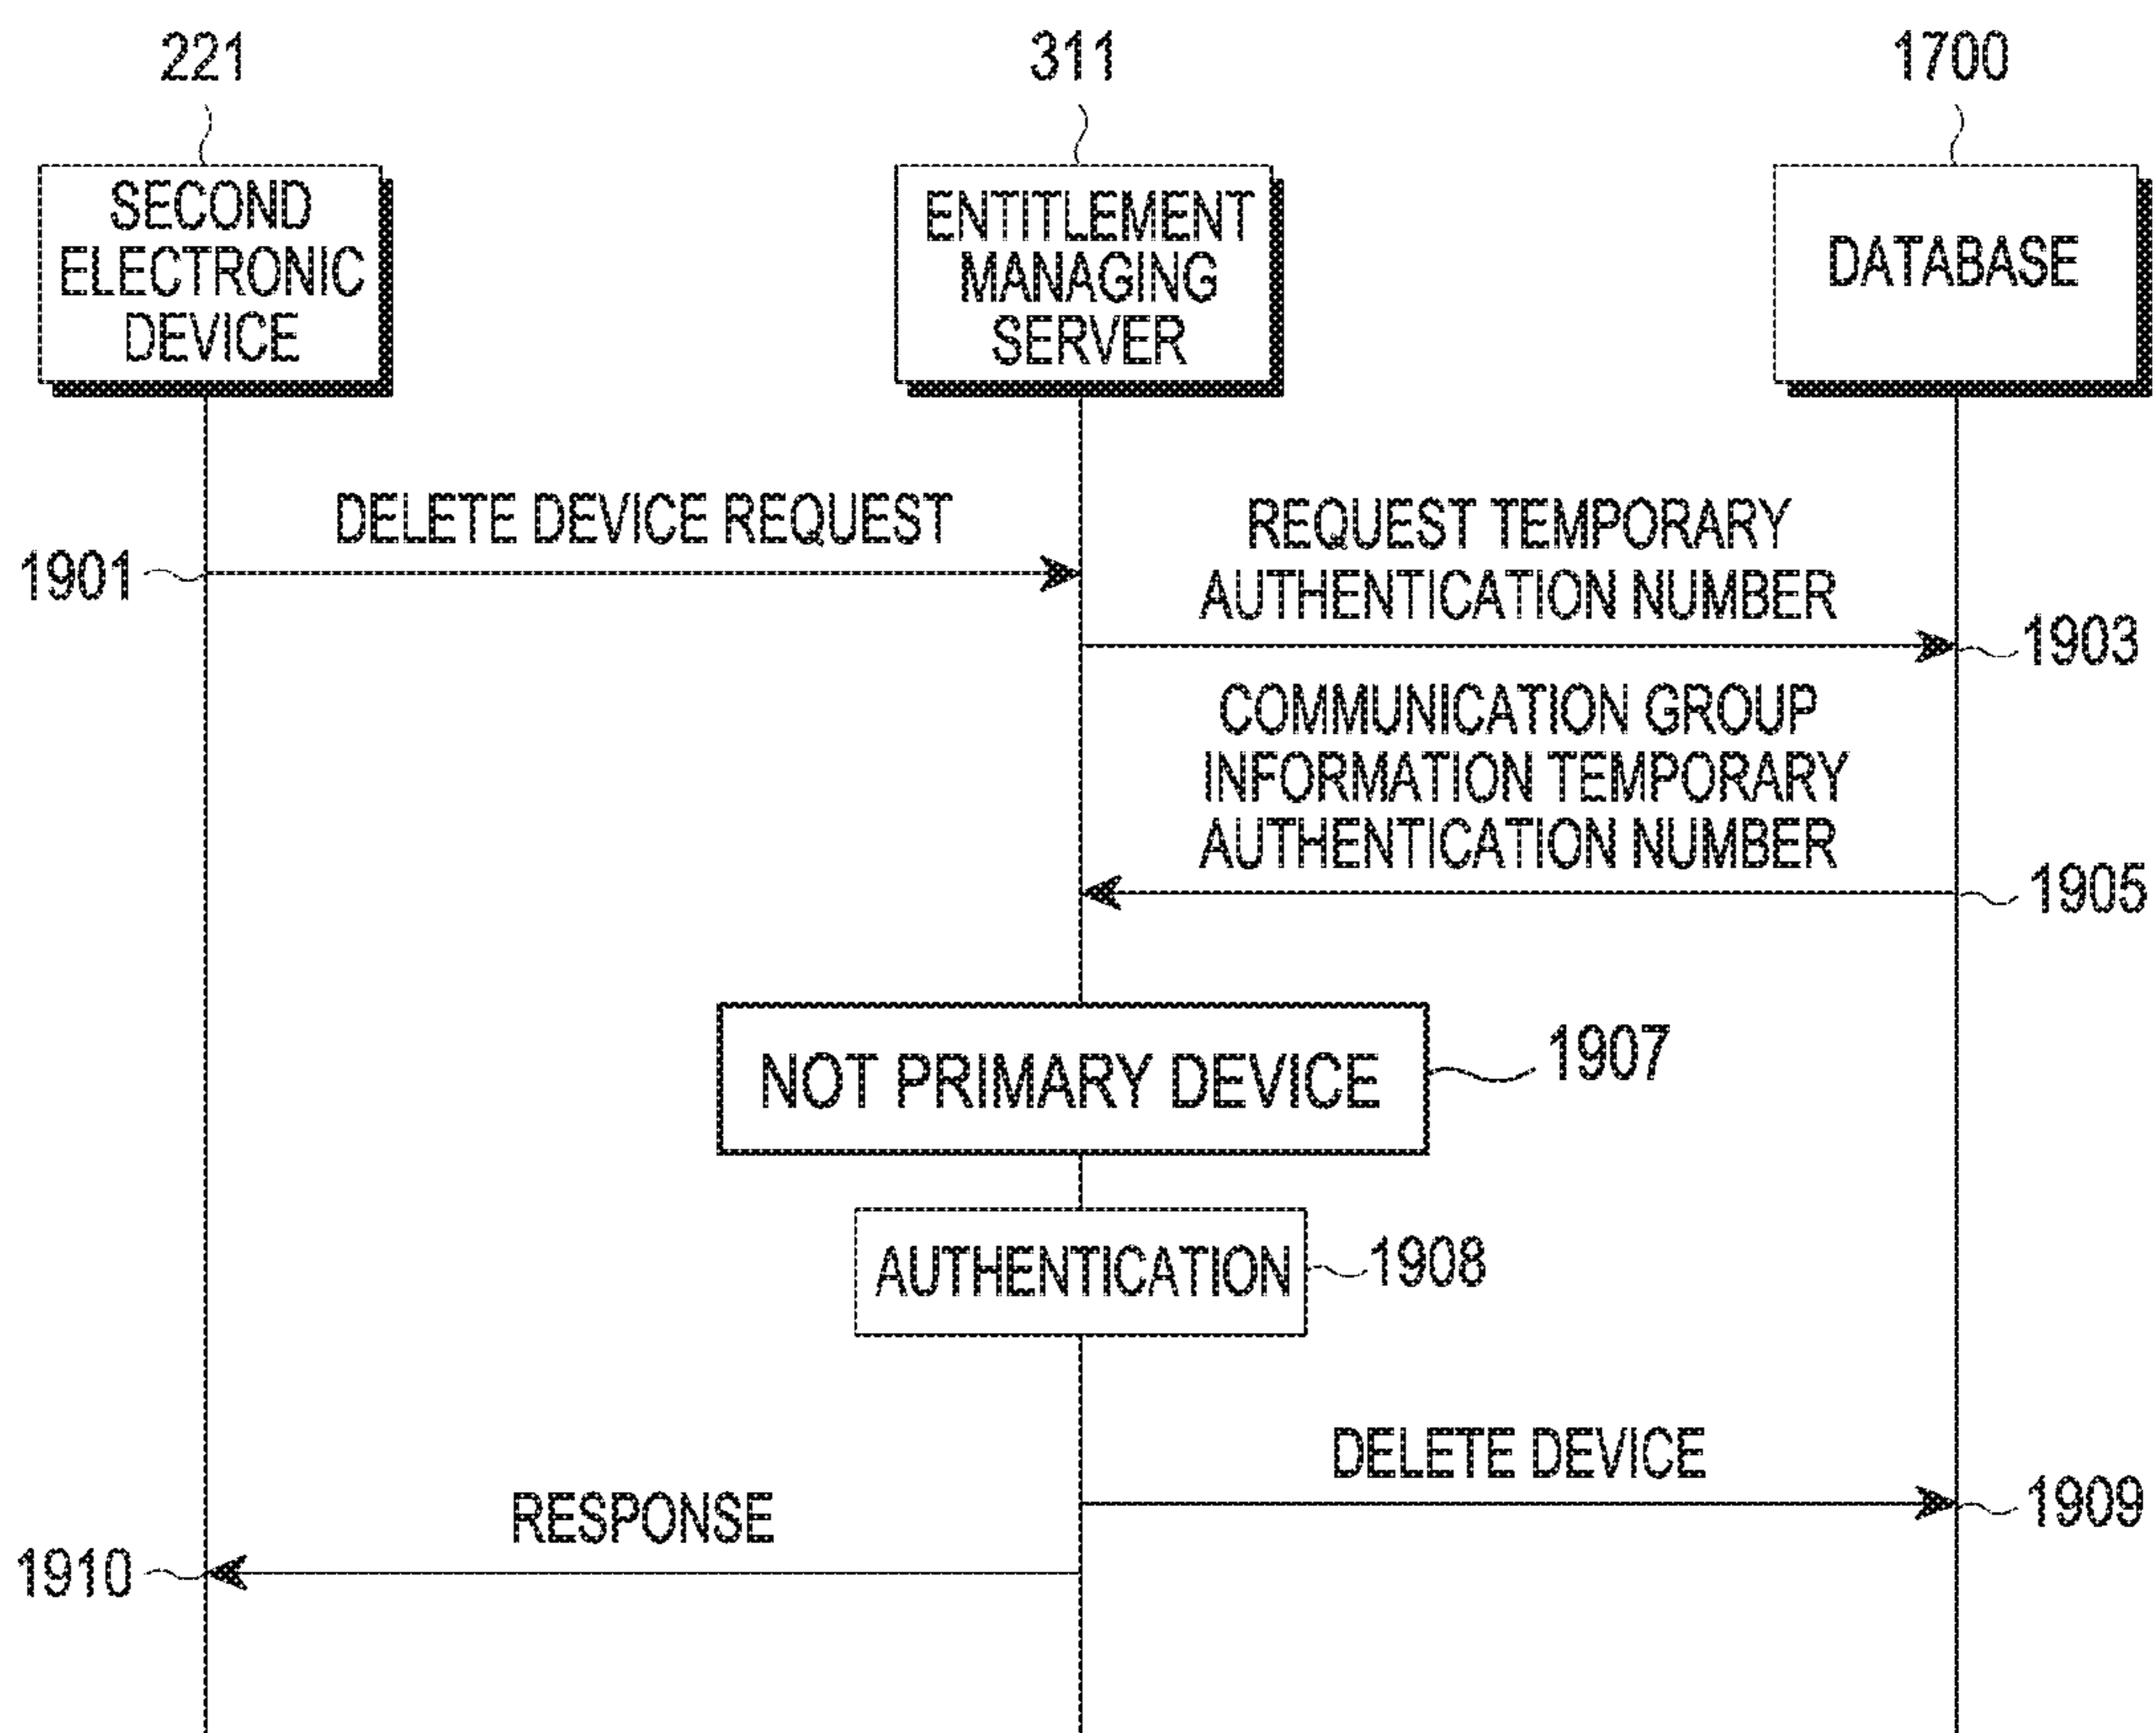 221
311
1700
SECOND
ELECTRONIC
DEVICE
ENTITLEMENT
MANAGING
SERVER
DATABASE
DELETE DEVICE REQUEST
1901
REQUEST TEMPORARY
AUTHENTICATION NUMBER
1903
COMMUNICATION GROUP
INFORMATION TEMPORARY
AUTHENTICATION NUMBER
1905
NOT PRIMARY DEVICE
1907
AUTHENTICATION
1908
DELETE DEVICE
1909
RESPONSE
1910